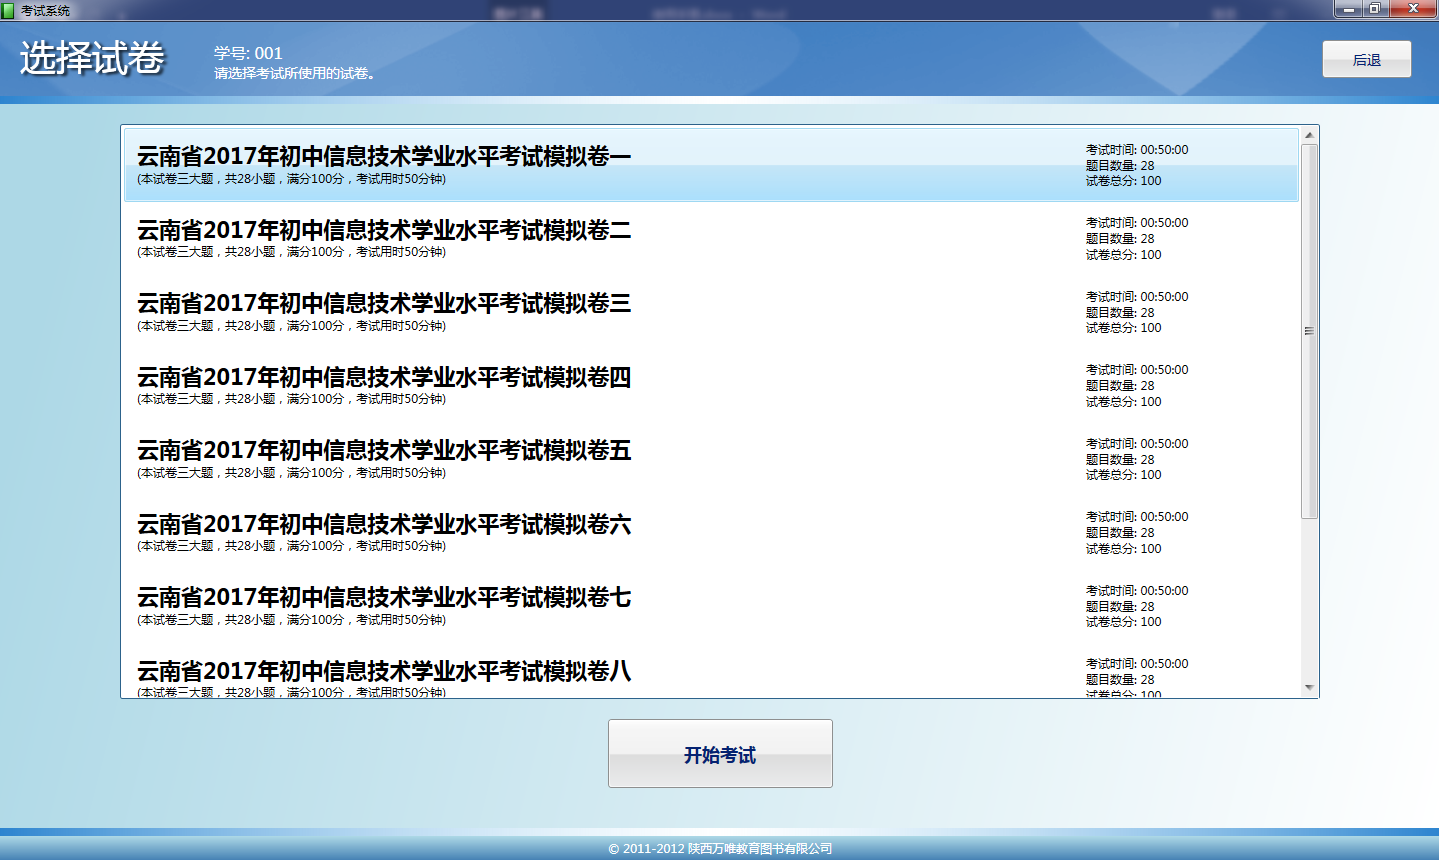 考试系统
选择试卷
学号: 001
请选择考试所使用的试卷。
后退
云南省2017年初中信息技术学业水平考试模拟卷一
(本试卷三大题，共28小题，满分100分，考试用时50分钟)
考试时间: 00:50:00
题目数量: 28
试卷总分: 100
云南省2017年初中信息技术学业水平考试模拟卷二
(本试卷三大题，共28小题，满分100分，考试用时50分钟)
考试时间: 00:50:00
题目数量: 28
试卷总分: 100
云南省2017年初中信息技术学业水平考试模拟卷三
(本试卷三大题，共28小题，满分100分，考试用时50分钟)
考试时间: 00:50:00
题目数量: 28
试卷总分: 100
云南省2017年初中信息技术学业水平考试模拟卷四
(本试卷三大题，共28小题，满分100分，考试用时50分钟)
考试时间: 00:50:00
题目数量: 28
试卷总分: 100
云南省2017年初中信息技术学业水平考试模拟卷五
(本试卷三大题，共28小题，满分100分，考试用时50分钟)
考试时间: 00:50:00
题目数量: 28
试卷总分: 100
云南省2017年初中信息技术学业水平考试模拟卷六
(本试卷三大题，共28小题，满分100分，考试用时50分钟)
考试时间: 00:50:00
题目数量: 28
试卷总分: 100
云南省2017年初中信息技术学业水平考试模拟卷七
(本试卷三大题，共28小题，满分100分，考试用时50分钟)
考试时间: 00:50:00
题目数量: 28
试卷总分: 100
云南省2017年初中信息技术学业水平考试模拟卷八
(本试卷三大题，共28小题，满分100分，考试用时50分钟)
考试时间: 00:50:00
题目数量: 28
试卷总分: 100
开始考试
© 2011-2012 陕西万唯教育图书有限公司